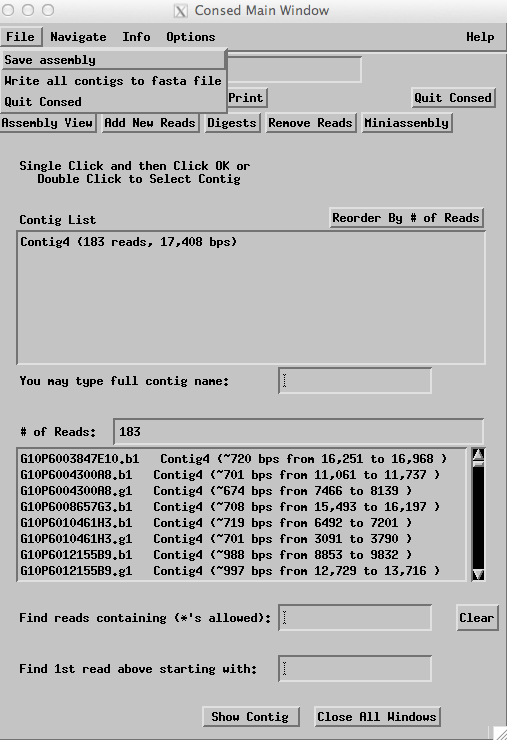 Consed Main Window
File Navigate Info Options Help
Save assembly
Write all contigs to fasta file
Quit Consed
Print Quit Consed
Assembly View Add New Reads Digests Remove Reads Miniassembly
Single Click and then Click OK or
Double Click to Select Contig
Contig List Reorder By # of Reads
Contig4 (183 reads, 17,408 bps)
You may type full contig name:
# of Reads: 183
G10P6003847E10.b1 Contig4 (~720 bps from 16,251 to 16,968 )
G10P6004300A8.b1 Contig4 (~701 bps from 11,061 to 11,737 )
G10P6004300A8.g1 Contig4 (~674 bps from 7466 to 8139 )
G10P6008657G3.b1 Contig4 (~708 bps from 15,493 to 16,197 )
G10P6010461H3.b1 Contig4 (~719 bps from 6492 to 7201 )
G10P6010461H3.g1 Contig4 (~701 bps from 3091 to 3790 )
G10P6012155B9.b1 Contig4 (~988 bps from 8853 to 9832 )
G10P6012155B9.g1 Contig4 (~997 bps from 12,729 to 13,716 )
Find reads containing (*'s allowed): Clear
Find 1st read above starting with:
Show Contig Close All Windows